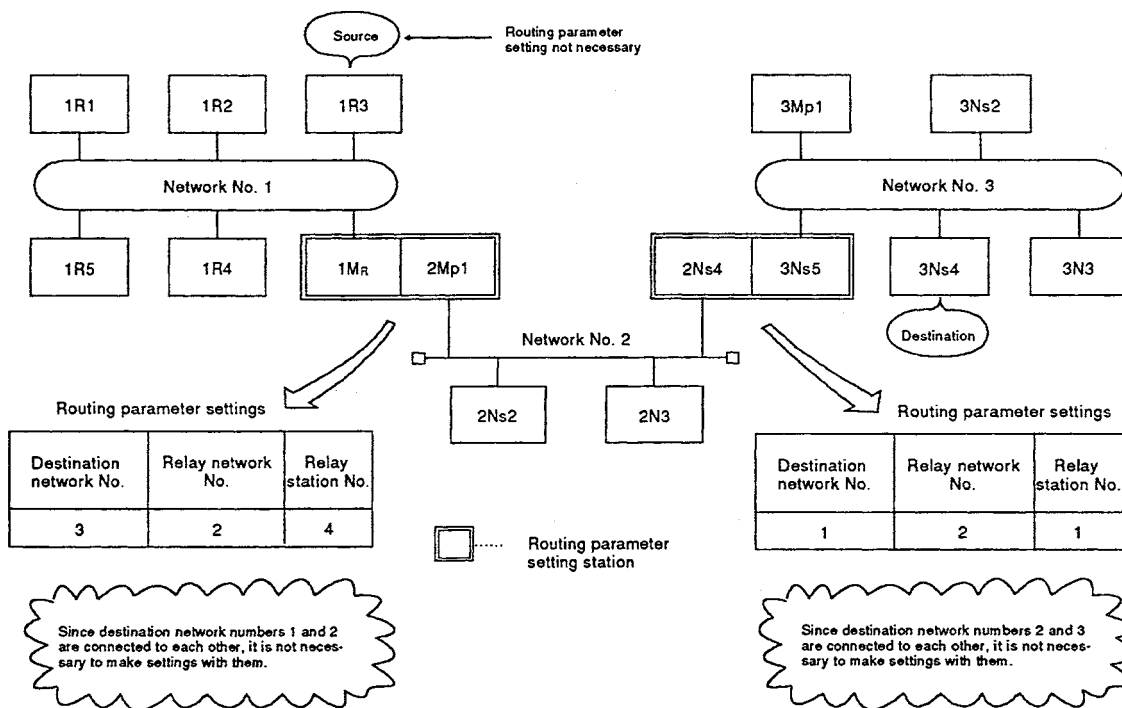 Source
Routing parameter
setting not necessary
1R1
1R2
1R3
3Mp1
3Ns2
Network No. 1
Network No. 3
1R5
1R4
1MR
2Mp1
2Ns4
3Ns5
3Ns4
3N3
Destination
Network No. 2
2Ns2
2N3
Routing parameter settings
Destination
network No.
Relay network
No.
Relay
station No.
3
2
4
Routing parameter
setting station
Routing parameter settings
Destination
network No.
Relay network
No.
Relay
station No.
1
2
1
Since destination network numbers 1 and 2
are connected to each other, it is not neces-
sary to make settings with them.
Since destination network numbers 2 and 3
are connected to each other, it is not neces-
sary to make settings with them.